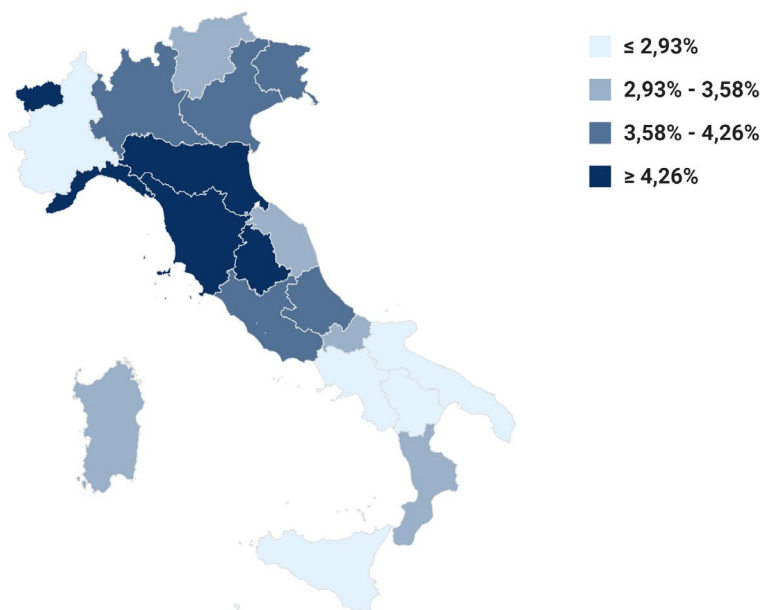 ≤ 2,93%
2,93% - 3,58%
3,58% - 4,26%
≥ 4,26%